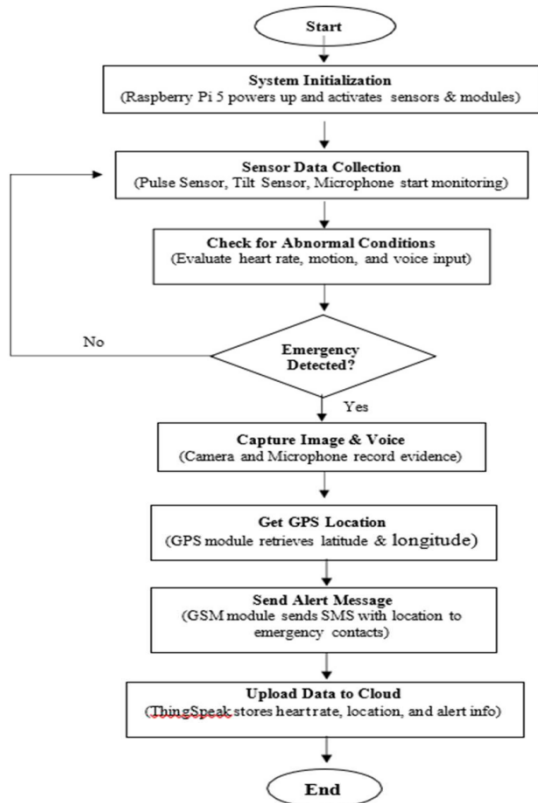 Start
System Initialization
(Raspberry Pi 5 powers up and activates sensors & modules)
Sensor Data Collection
(Pulse Sensor, Tilt Sensor, Microphone start monitoring)
Check for Abnormal Conditions
(Evaluate heart rate, motion, and voice input)
No
Emergency
Detected?
Yes
Capture Image & Voice
(Camera and Microphone record evidence)
Get GPS Location
(GPS module retrieves latitude & longitude)
Send Alert Message
(GSM module sends SMS with location to
emergency contacts)
Upload Data to Cloud
(ThingSpeak stores heart rate, location, and alert info)
End